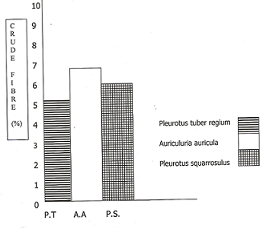 10
9
8
7
6
5
4
3
2
1
0
CRUDE FIBRE (%)
P.T A.A P.S.
Pleurotus tuber regium
Auriculuria auricula
Pleurotus squarrosulus